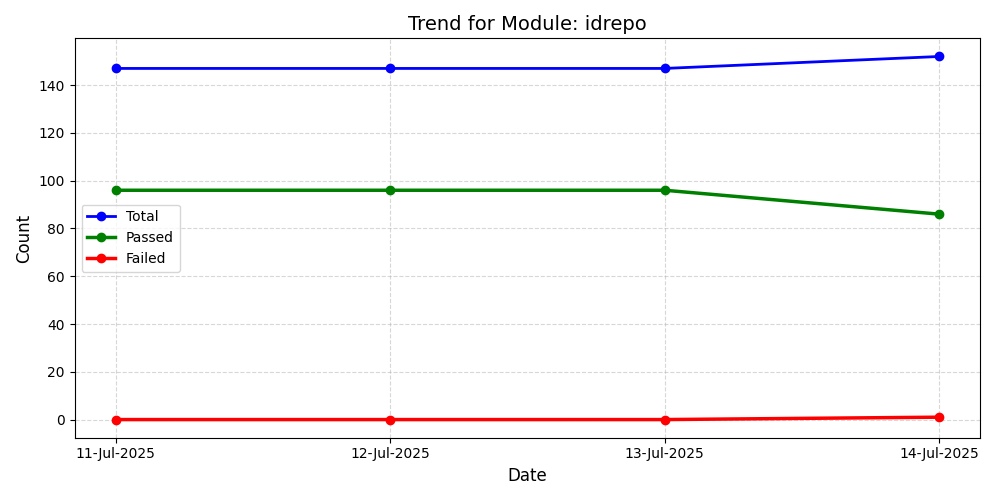 Trend for Module: idrepo
Count
140
120
100
80
60
40
20
0
Total
Passed
Failed
11-Jul-2025
12-Jul-2025
13-Jul-2025
14-Jul-2025
Date